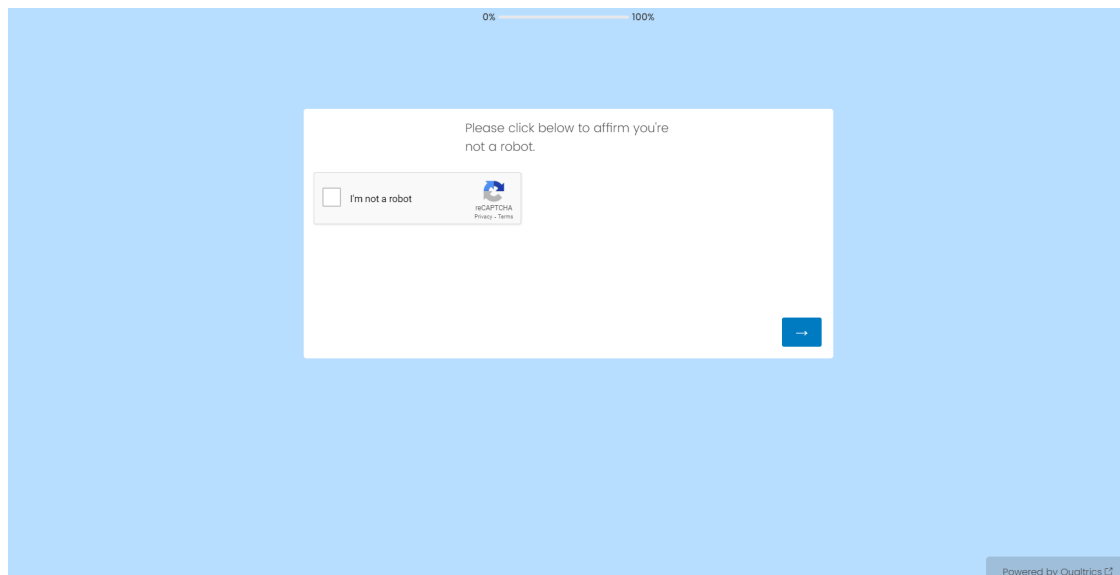 0% 100%
Please click below to affirm you're
not a robot.
I'm not a robot
reCAPTCHA
Privacy - Terms
→
Powered by Qualtrics